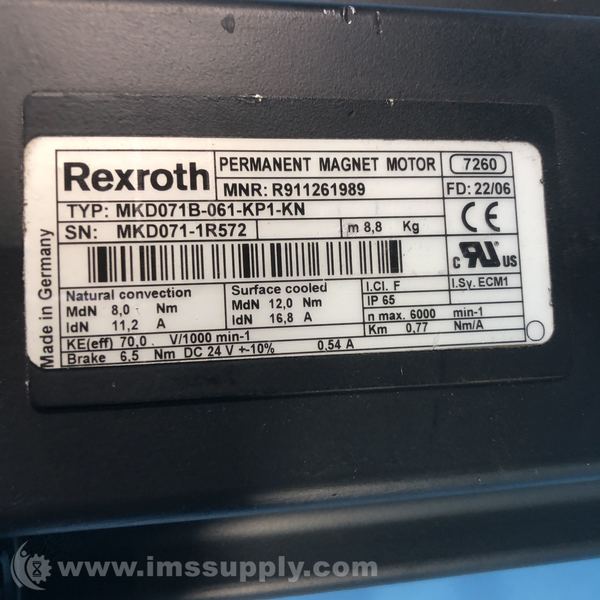 Rexroth
PERMANENT MAGNET MOTOR
7260
MNR: R911261989
FD: 22/06
TYP: MKD071B-061-KP1-KN
SN: MKD071-1R572
m 8,8 Kg
CE
c RU us
Made in Germany
Natural convection
MdN 8,0 Nm
IdN 11,2 A
Surface cooled
MdN 12,0 Nm
IdN 16,8 A
I.Cl. F
I.Sy. ECM1
IP 65
n max. 6000 min-1
Km 0,77 Nm/A
KE(eff) 70,0 V/1000 min-1
Brake 6,5 Nm DC 24 V +-10% 0,54 A
www.imssupply.com